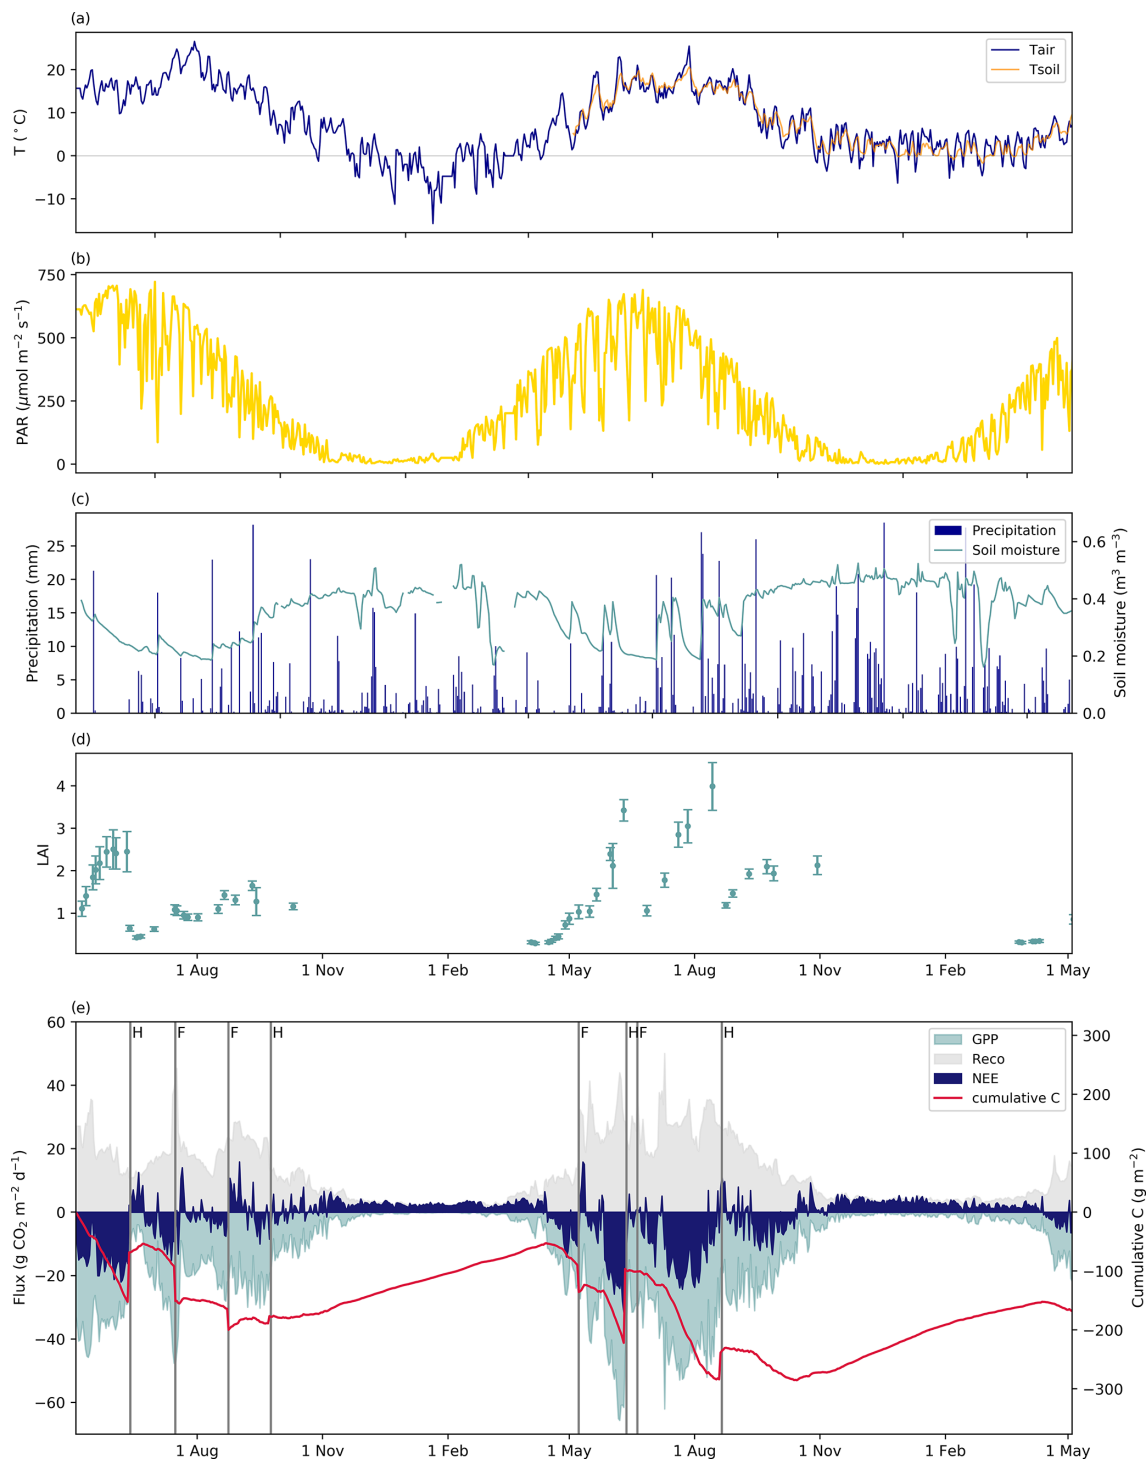 (a)
T (°C)
20
10
0
−10
Tair
Tsoil
(b)
PAR (μmol m⁻² s⁻¹)
750
500
250
0
(c)
Precipitation (mm)
25
20
15
10
5
0
Precipitation
Soil moisture
0.6
0.4
0.2
0.0
Soil moisture (m³ m⁻³)
(d)
LAI
4
3
2
1
1 Aug 1 Nov 1 Feb 1 May 1 Aug 1 Nov 1 Feb 1 May
(e)
Flux (g CO₂ m⁻² d⁻¹)
60
40
20
0
−20
−40
−60
H F F H F H F H
GPP
Reco
NEE
cumulative C
300
200
100
0
−100
−200
−300
Cumulative C (g m⁻²)
1 Aug 1 Nov 1 Feb 1 May 1 Aug 1 Nov 1 Feb 1 May